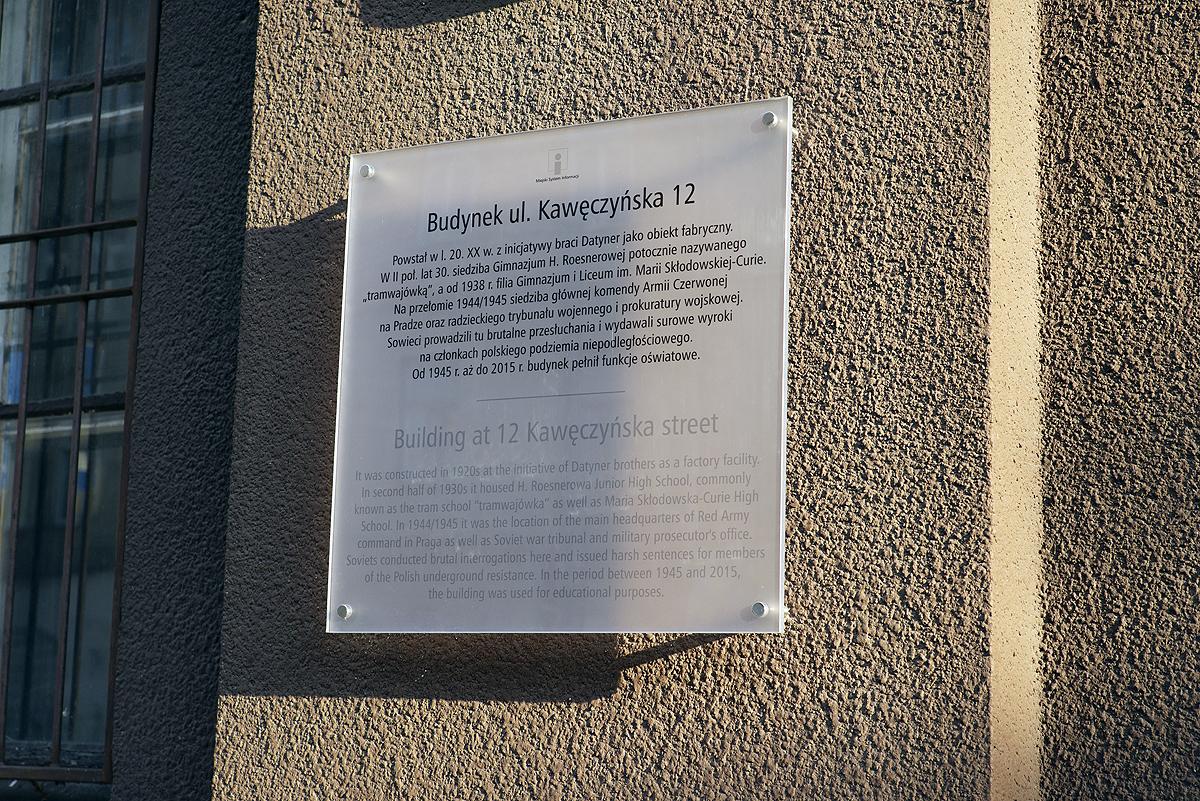 Miejski System Informacji
Budynek ul. Kawęczyńska 12
Powstał w l. 20. XX w. z inicjatywy braci Datyner jako obiekt fabryczny.
W II poł. lat 30. siedziba Gimnazjum H. Roesnerowej potocznie nazywanego
„tramwajówką”, a od 1938 r. filia Gimnazjum i Liceum im. Marii Skłodowskiej-Curie.
Na przełomie 1944/1945 siedziba głównej komendy Armii Czerwonej
na Pradze oraz radzieckiego trybunału wojennego i prokuratury wojskowej.
Sowieci prowadzili tu brutalne przesłuchania i wydawali surowe wyroki
na członkach polskiego podziemia niepodległościowego.
Od 1945 r. aż do 2015 r. budynek pełnił funkcje oświatowe.
Building at 12 Kawęczyńska street
It was constructed in 1920s at the initiative of Datyner brothers as a factory facility.
In second half of 1930s it housed H. Roesnerowa Junior High School, commonly
known as the tram school "tramwajówka" as well as Maria Skłodowska-Curie High
School. In 1944/1945 it was the location of the main headquarters of Red Army
command in Praga as well as Soviet war tribunal and military prosecutor's office.
Soviets conducted brutal interrogations here and issued harsh sentences for members
of the Polish underground resistance. In the period between 1945 and 2015,
the building was used for educational purposes.